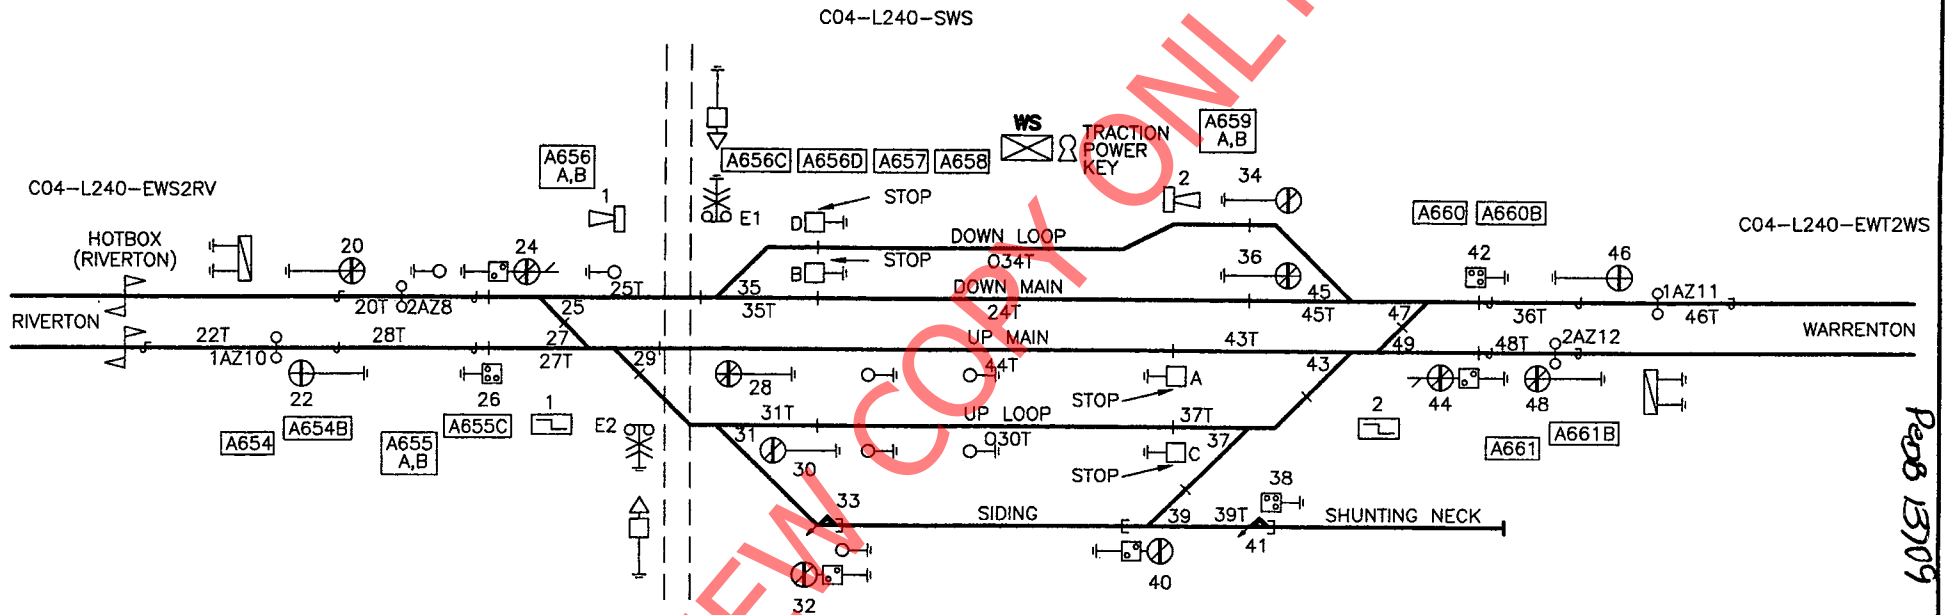 C04-L240-SWS
WS
TRACTION
POWER
KEY
A659
A,B
A656
A,B
A656C
A656D
A657
A658
C04-L240-EWS2RV
1
2
34
STOP
A660
A660B
C04-L240-EWT2WS
HOTBOX
(RIVERTON)
20
24
E1
D
DOWN LOOP
O34T
STOP
B
36
42
46
25T
35
DOWN MAIN
45
1AZ11
20T
2AZ8
25
35T
24T
45T
47
36T
46T
RIVERTON
22T
28T
27
UP MAIN
43T
49
48T
2AZ12
WARRENTON
1AZ10
27T
29
44T
43
22
26
28
A
STOP
44
48
A654
A654B
A655
A,B
A655C
1
E2
31T
UP LOOP
37T
2
A661
A661B
31
O30T
37
30
C
STOP
38
33
SIDING
39
39T
SHUNTING NECK
41
40
32
VIEW COPY ONLY
PerB 13709